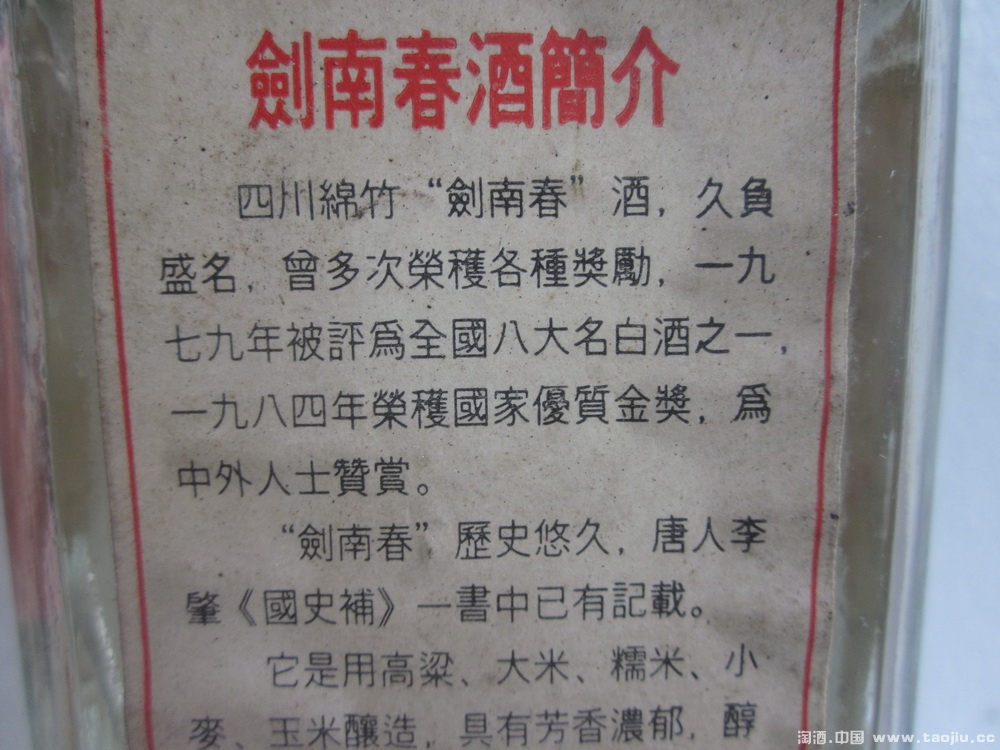 劍南春酒簡介
四川綿竹“劍南春”酒，久負
盛名，曾多次榮穫各種獎勵，一九
七九年被評爲全國八大名白酒之一，
一九八四年榮穫國家優質金獎，爲
中外人士贊賞。
“劍南春”歷史悠久，唐人李
肇《國史補》一書中已有記載。
它是用高粱、大米、糯米、小
麥、玉米釀造，具有芳香濃郁，醇
淘酒.中国 www.taojiu.cc